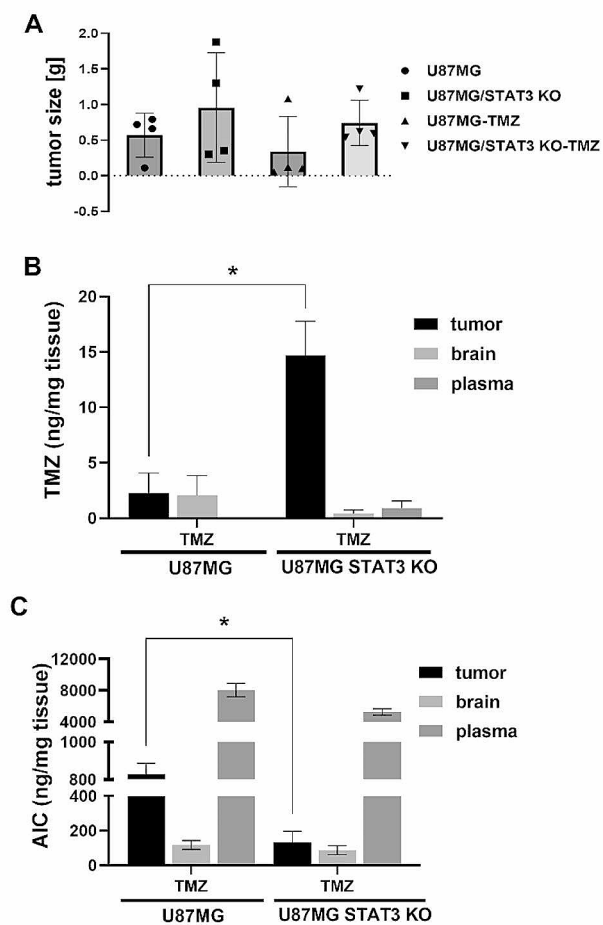 A
tumor size [g]
2.0
1.5
1.0
0.5
0.0
-0.5
U87MG
U87MG/STAT3 KO
U87MG-TMZ
U87MG/STAT3 KO-TMZ
B
TMZ (ng/mg tissue)
20
15
10
5
0
*
tumor
brain
plasma
TMZ
TMZ
U87MG
U87MG STAT3 KO
C
AIC (ng/mg tissue)
12000
8000
4000
1000
800
400
200
0
*
tumor
brain
plasma
TMZ
TMZ
U87MG
U87MG STAT3 KO